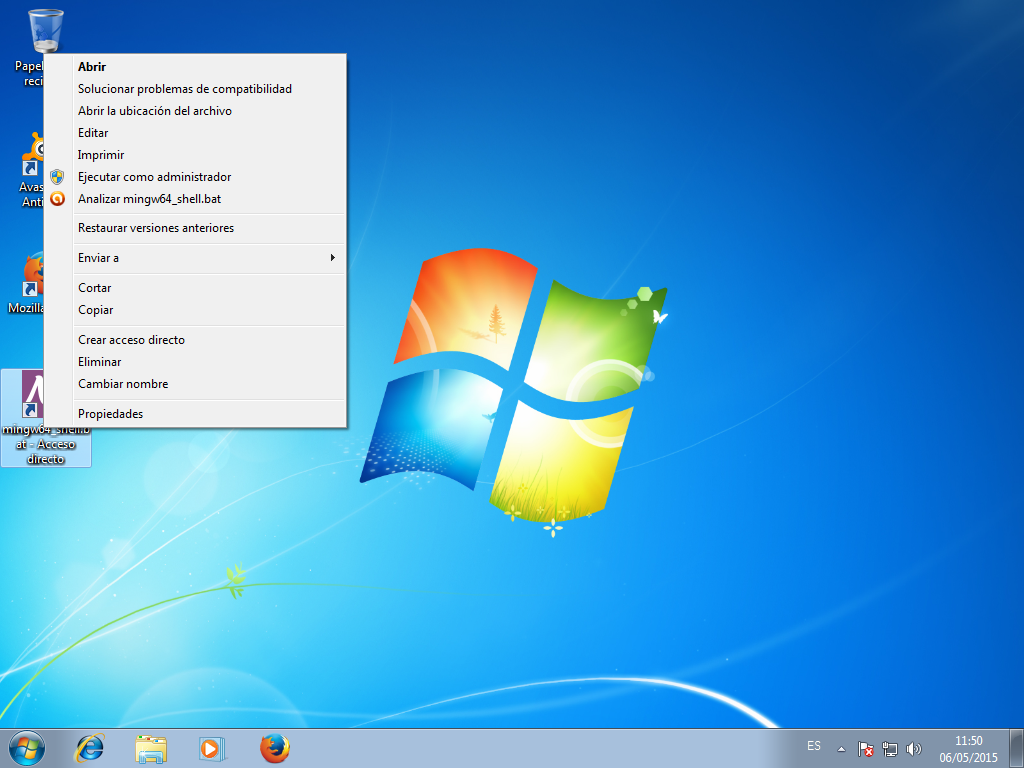 Abrir
Solucionar problemas de compatibilidad
Abrir la ubicación del archivo
Editar
Imprimir
Ejecutar como administrador
Analizar mingw64_shell.bat
Restaurar versiones anteriores
Enviar a
Cortar
Copiar
Crear acceso directo
Eliminar
Cambiar nombre
Propiedades
Pape
reci
Avas
Anti
Mozilla
mingw64_shell.b
at - Acceso
directo
ES
11:50
06/05/2015